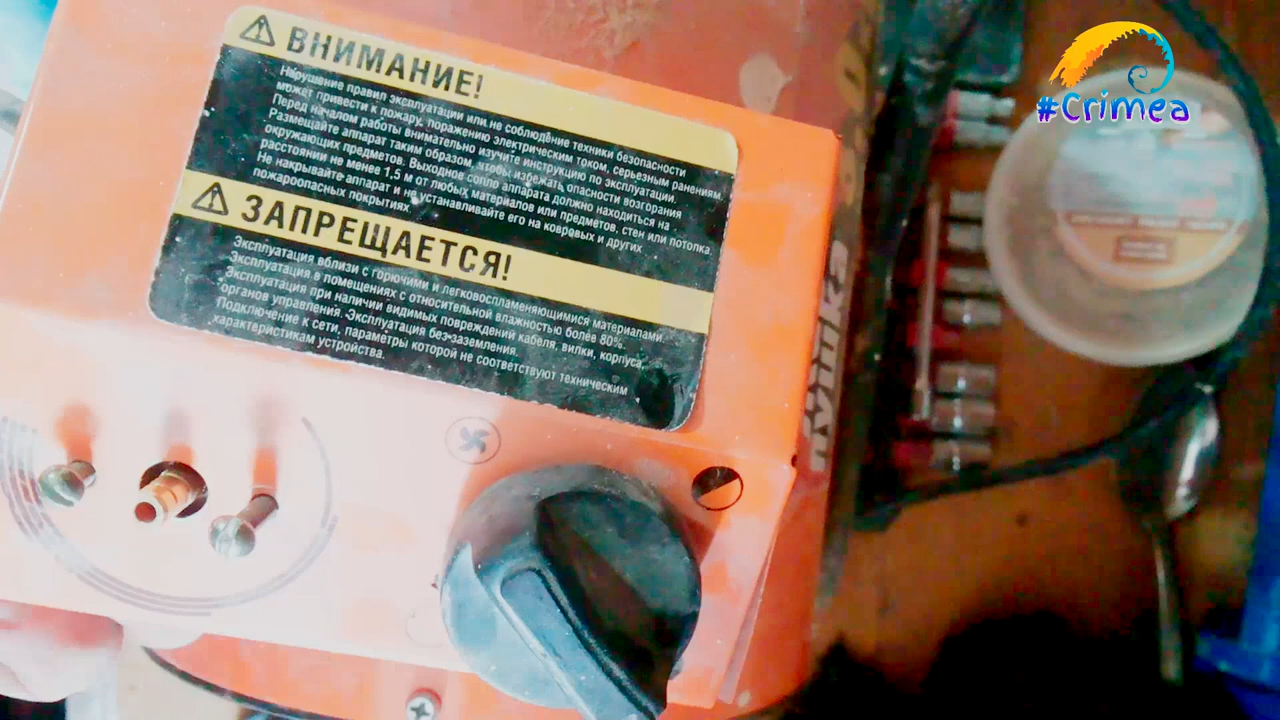 ВНИМАНИЕ!
Нарушение правил эксплуатации или не соблюдение техники безопасности
может привести к пожару, поражению электрическим током, серьезным ранениям.
Перед началом работы внимательно изучите инструкцию по эксплуатации.
Размещайте аппарат таким образом, чтобы избежать опасности возгорания
окружающих предметов. Выходное сопло аппарата должно находиться на
расстоянии не менее 1,5 м от любых материалов или предметов, стен или потолка.
Не накрывайте аппарат и не устанавливайте его на ковровых и других
пожароопасных покрытиях.
ЗАПРЕЩАЕТСЯ!
Эксплуатация вблизи с горючими и легковоспламеняющимися материалами.
Эксплуатация в помещениях с относительной влажностью более 80%.
Эксплуатация при наличии видимых повреждений кабеля, вилки, корпуса,
органов управления. Эксплуатация без заземления.
Подключение к сети, параметры которой не соответствуют техническим
характеристикам устройства.
#Crimea